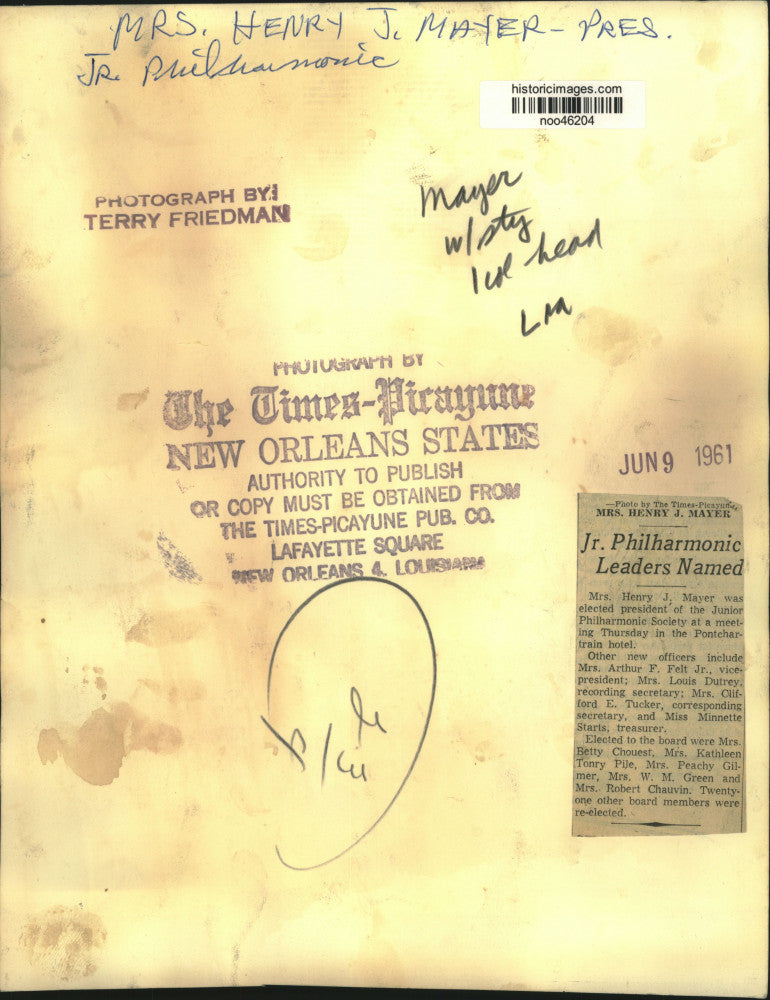 MRS. HENRY J. MAYER - PRES.
JR. Philharmonic
historicimages.com
noo46204
PHOTOGRAPH BY:
TERRY FRIEDMAN
Mayer
w/sty
1 col head
PHOTOGRAPH BY
The Times-Picayune
NEW ORLEANS STATES
AUTHORITY TO PUBLISH
OR COPY MUST BE OBTAINED FROM
THE TIMES-PICAYUNE PUB. CO.
LAFAYETTE SQUARE
NEW ORLEANS 4, LOUISIANA
JUN 9 1961
—Photo by The Times-Picayune.
MRS. HENRY J. MAYER
Jr. Philharmonic
Leaders Named
Mrs. Henry J. Mayer was
elected president of the Junior
Philharmonic Society at a meet-
ing Thursday in the Pontchar-
train hotel.
Other new officers include
Mrs. Arthur F. Felt Jr., vice-
president; Mrs. Louis Dutrey,
recording secretary; Mrs. Clif-
ford E. Tucker, corresponding
secretary, and Miss Minnette
Starts, treasurer.
Elected to the board were Mrs.
Betty Chouest, Mrs. Kathleen
Tonry Pile, Mrs. Peachy Gil-
mer, Mrs. W. M. Green and
Mrs. Robert Chauvin. Twenty-
one other board members were
re-elected.